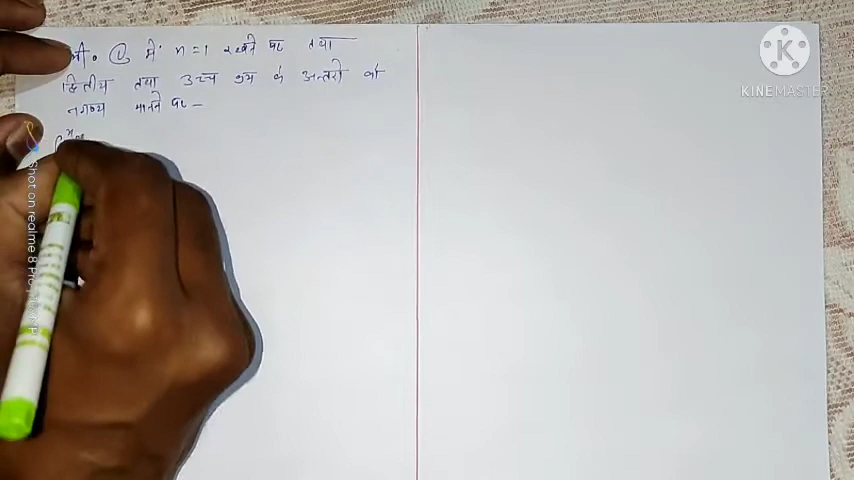 मी० ① में n = 1 रखने पर तथा
द्वितीय तथा उच्च क्रम के अन्तरों को
नगण्य मानने पर –
KINEMASTER
Shot on realme 8 Pro